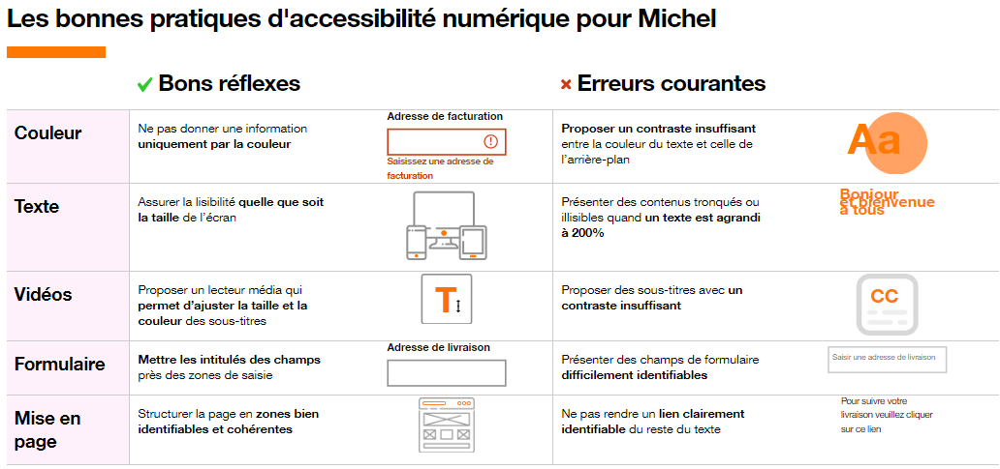 Les bonnes pratiques d'accessibilité numérique pour Michel
Bons réflexes
Erreurs courantes
Couleur
Ne pas donner une information
uniquement par la couleur
Adresse de facturation
Saisissez une adresse de
facturation
Proposer un contraste insuffisant
entre la couleur du texte et celle de
l'arrière-plan
Aa
Texte
Assurer la lisibilité quelle que soit
la taille de l'écran
Présenter des contenus tronqués ou
illisibles quand un texte est agrandi
à 200%
Bonjour
et bienvenue
à tous
Vidéos
Proposer un lecteur média qui
permet d'ajuster la taille et la
couleur des sous-titres
T
Proposer des sous-titres avec un
contraste insuffisant
CC
Formulaire
Mettre les intitulés des champs
près des zones de saisie
Adresse de livraison
Présenter des champs de formulaire
difficilement identifiables
Saisir une adresse de livraison
Mise en
page
Structurer la page en zones bien
identifiables et cohérentes
Ne pas rendre un lien clairement
identifiable du reste du texte
Pour suivre votre
livraison veuillez cliquer
sur ce lien